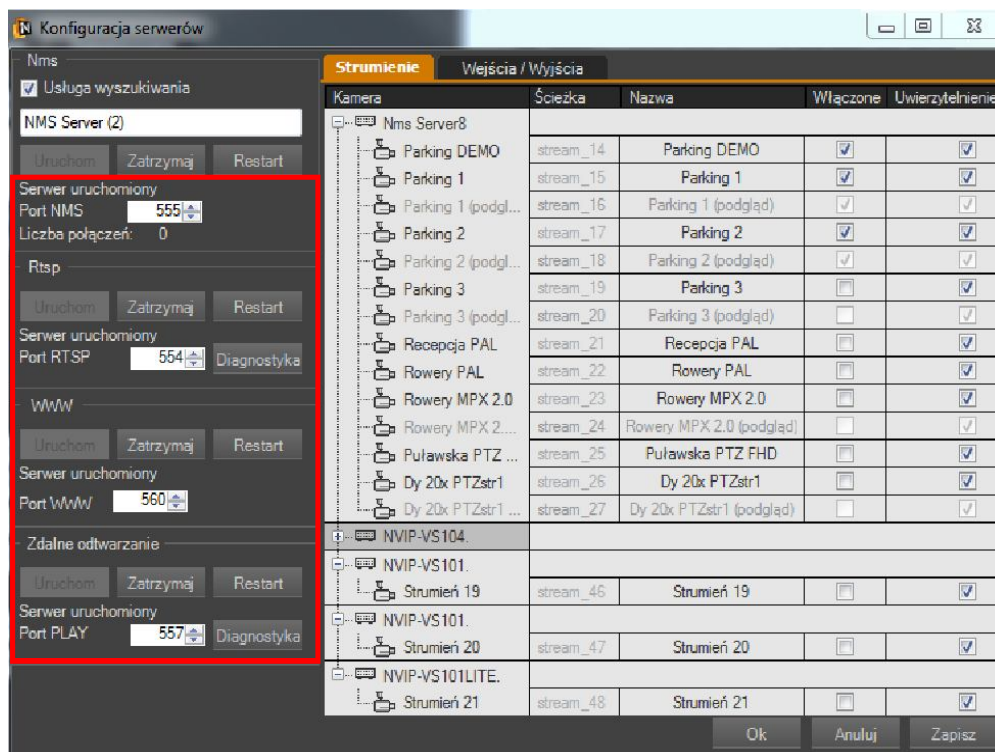 Konfiguracja serwerów
Nms
Usługa wyszukiwania
NMS Server (2)
Uruchom Zatrzymaj Restart
Serwer uruchomiony
Port NMS 555
Liczba połączeń: 0
Rtsp
Uruchom Zatrzymaj Restart
Serwer uruchomiony
Port RTSP 554 Diagnostyka
WWW
Uruchom Zatrzymaj Restart
Serwer uruchomiony
Port WWW 560
Zdalne odtwarzanie
Uruchom Zatrzymaj Restart
Serwer uruchomiony
Port PLAY 557 Diagnostyka
Strumienie Wejścia / Wyjścia
Kamera Ścieżka Nazwa Włączone Uwierzytelnienie
Nms Server8
Parking DEMO stream_14 Parking DEMO
Parking 1 stream_15 Parking 1
Parking 1 (podgl... stream_16 Parking 1 (podgląd)
Parking 2 stream_17 Parking 2
Parking 2 (podgl... stream_18 Parking 2 (podgląd)
Parking 3 stream_19 Parking 3
Parking 3 (podgl... stream_20 Parking 3 (podgląd)
Recepcja PAL stream_21 Recepcja PAL
Rowery PAL stream_22 Rowery PAL
Rowery MPX 2.0 stream_23 Rowery MPX 2.0
Rowery MPX 2.... stream_24 Rowery MPX 2.0 (podgląd)
Puławska PTZ ... stream_25 Puławska PTZ FHD
Dy 20x PTZstr1 stream_26 Dy 20x PTZstr1
Dy 20x PTZstr1 ... stream_27 Dy 20x PTZstr1 (podgląd)
NVIP-VS104.
NVIP-VS101.
Strumień 19 stream_46 Strumień 19
NVIP-VS101.
Strumień 20 stream_47 Strumień 20
NVIP-VS101LITE.
Strumień 21 stream_48 Strumień 21
Ok Anuluj Zapisz